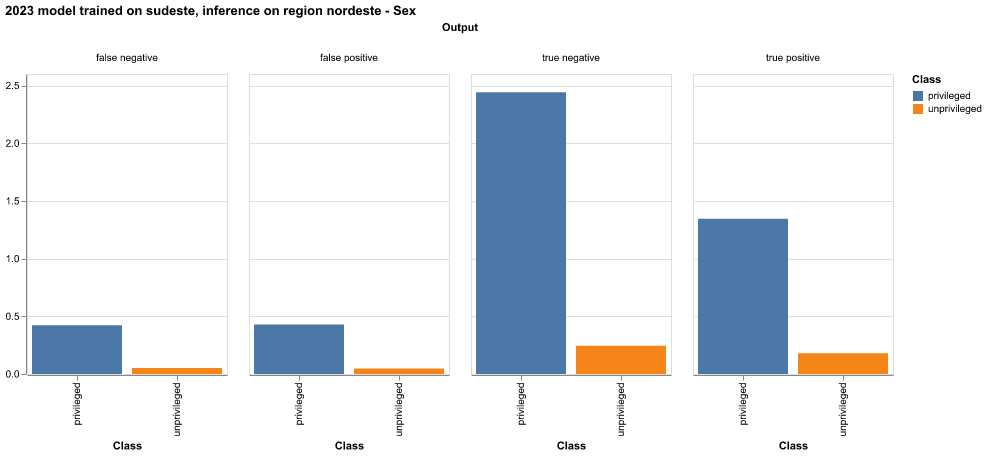 2023 model trained on sudeste, inference on region nordeste - Sex
Output
false negative
false positive
true negative
true positive
2.5
2.0
1.5
1.0
0.5
0.0
privileged
unprivileged
privileged
unprivileged
privileged
unprivileged
privileged
unprivileged
Class
Class
Class
Class
Class
privileged
unprivileged